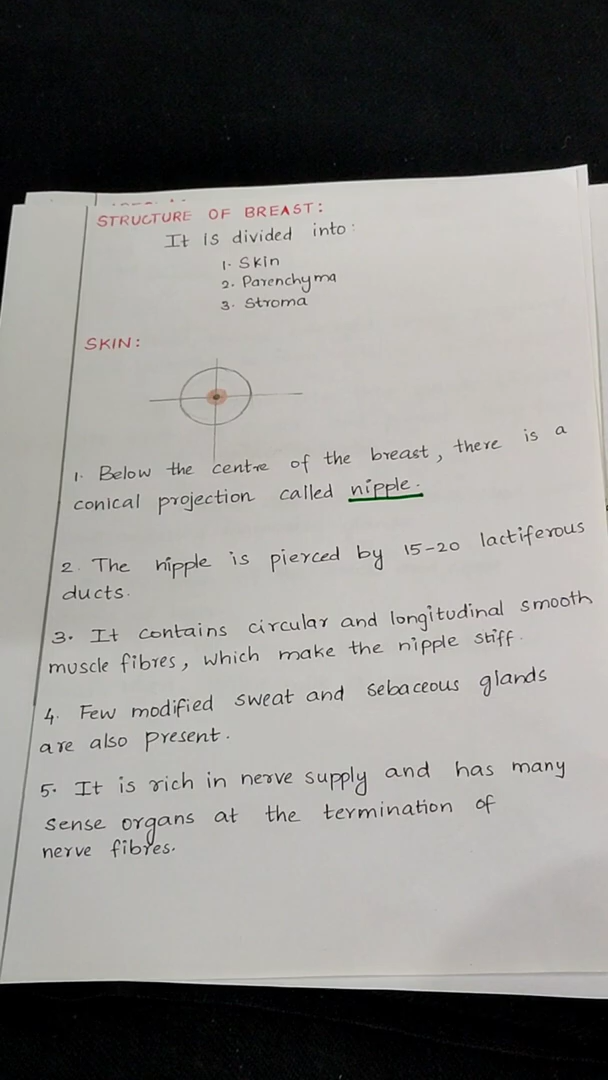 STRUCTURE OF BREAST:
It is divided into:
1. Skin
2. Parenchyma
3. Stroma
SKIN:
1. Below the centre of the breast, there is a
conical projection called nipple.
2. The nipple is pierced by 15-20 lactiferous
ducts.
3. It contains circular and longitudinal smooth
muscle fibres, which make the nipple stiff.
4. Few modified sweat and sebaceous glands
are also present.
5. It is rich in nerve supply and has many
sense organs at the termination of
nerve fibres.